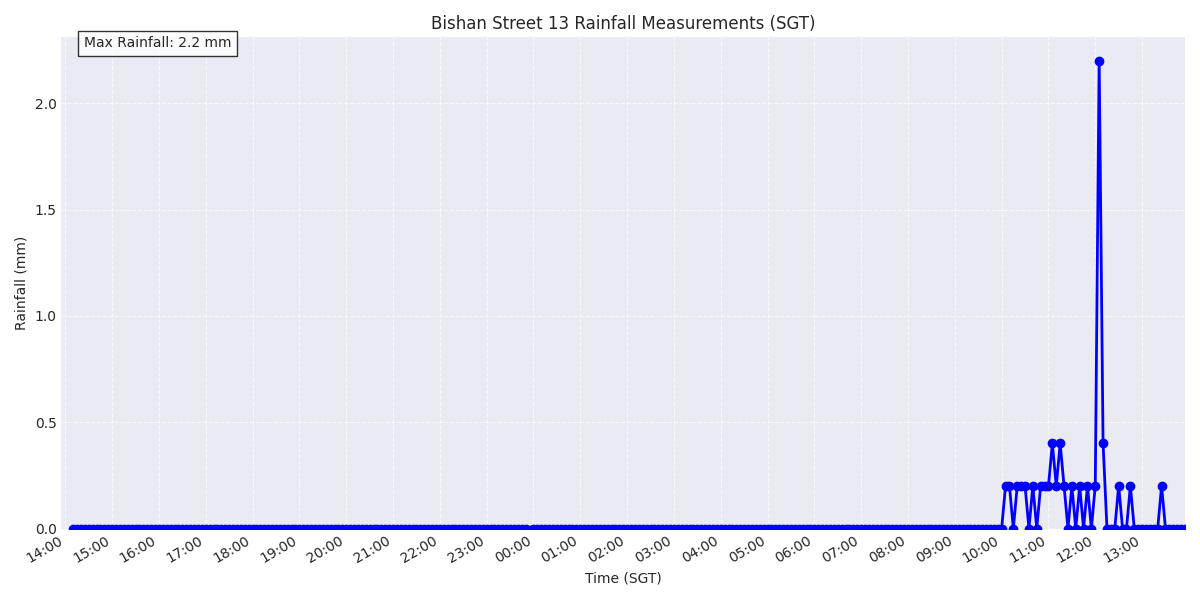 Bishan Street 13 Rainfall Measurements (SGT)
Max Rainfall: 2.2 mm
2.0
1.5
1.0
0.5
0.0
Rainfall (mm)
14:00 15:00 16:00 17:00 18:00 19:00 20:00 21:00 22:00 23:00 00:00 01:00 02:00 03:00 04:00 05:00 06:00 07:00 08:00 09:00 10:00 11:00 12:00 13:00
Time (SGT)